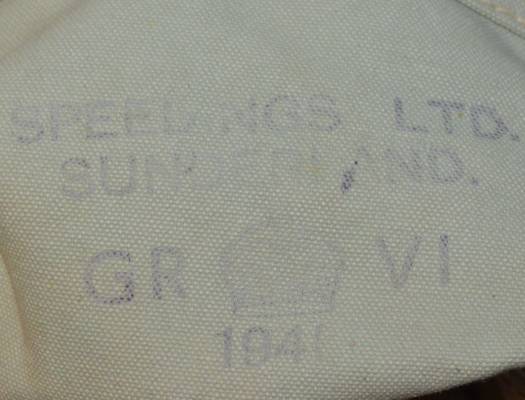 SPEEDINGS LTD.
SUNDERLAND.
GR VI